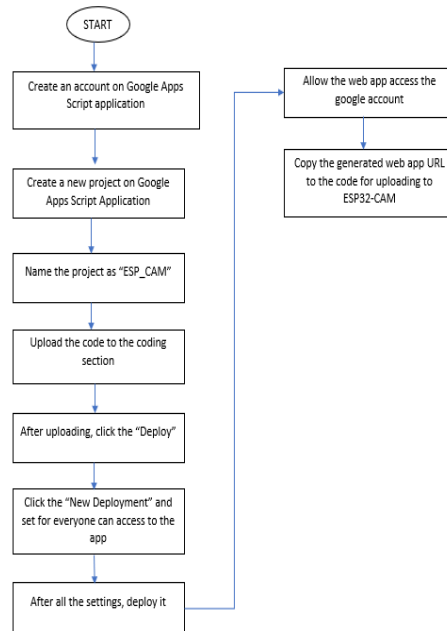 START
Create an account on Google Apps
Script application
Create a new project on Google
Apps Script Application
Name the project as “ESP_CAM”
Upload the code to the coding
section
After uploading, click the “Deploy”
Click the “New Deployment” and
set for everyone can access to the
app
After all the settings, deploy it
Allow the web app access the
google account
Copy the generated web app URL
to the code for uploading to
ESP32-CAM